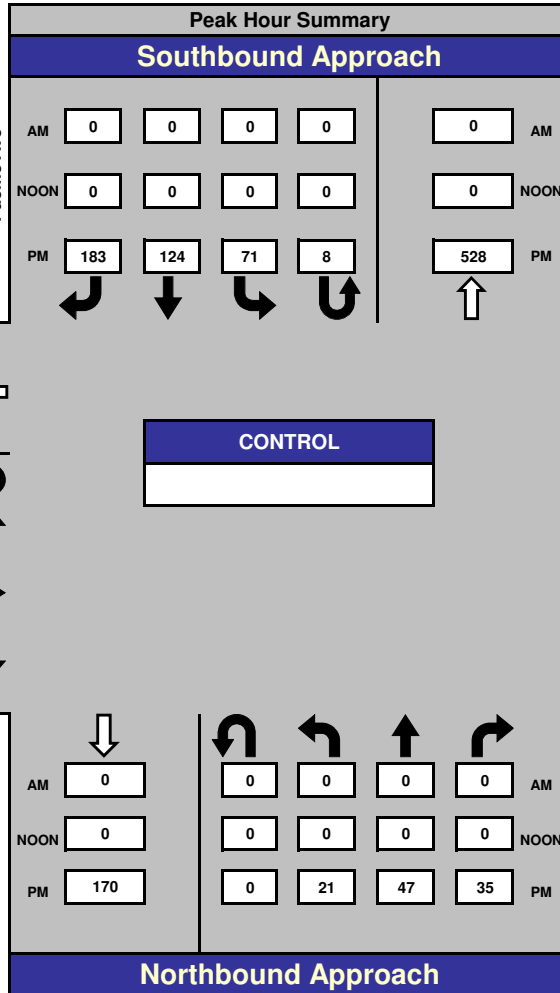 Peak Hour Summary
Southbound Approach
AM 0 0 0 0 0 AM
NOON 0 0 0 0 0 NOON
PM 183 124 71 8 528 PM
CONTROL
AM 0 0 0 0 0 AM
NOON 0 0 0 0 0 NOON
PM 170 0 21 47 35 PM
Northbound Approach